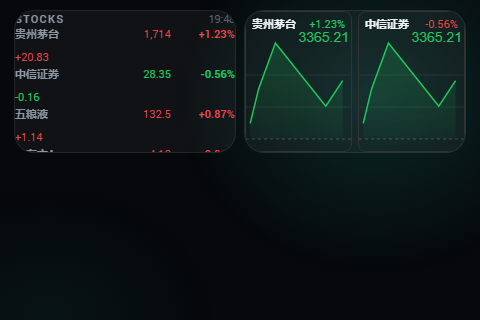 STOCKS
贵州茅台 1,714 +1.23%
+20.83
中信证券 28.35 -0.56%
-0.16
五粮液 132.5 +0.87%
+1.14
贵州茅台 +1.23%
3365.21
中信证券 -0.56%
3365.21